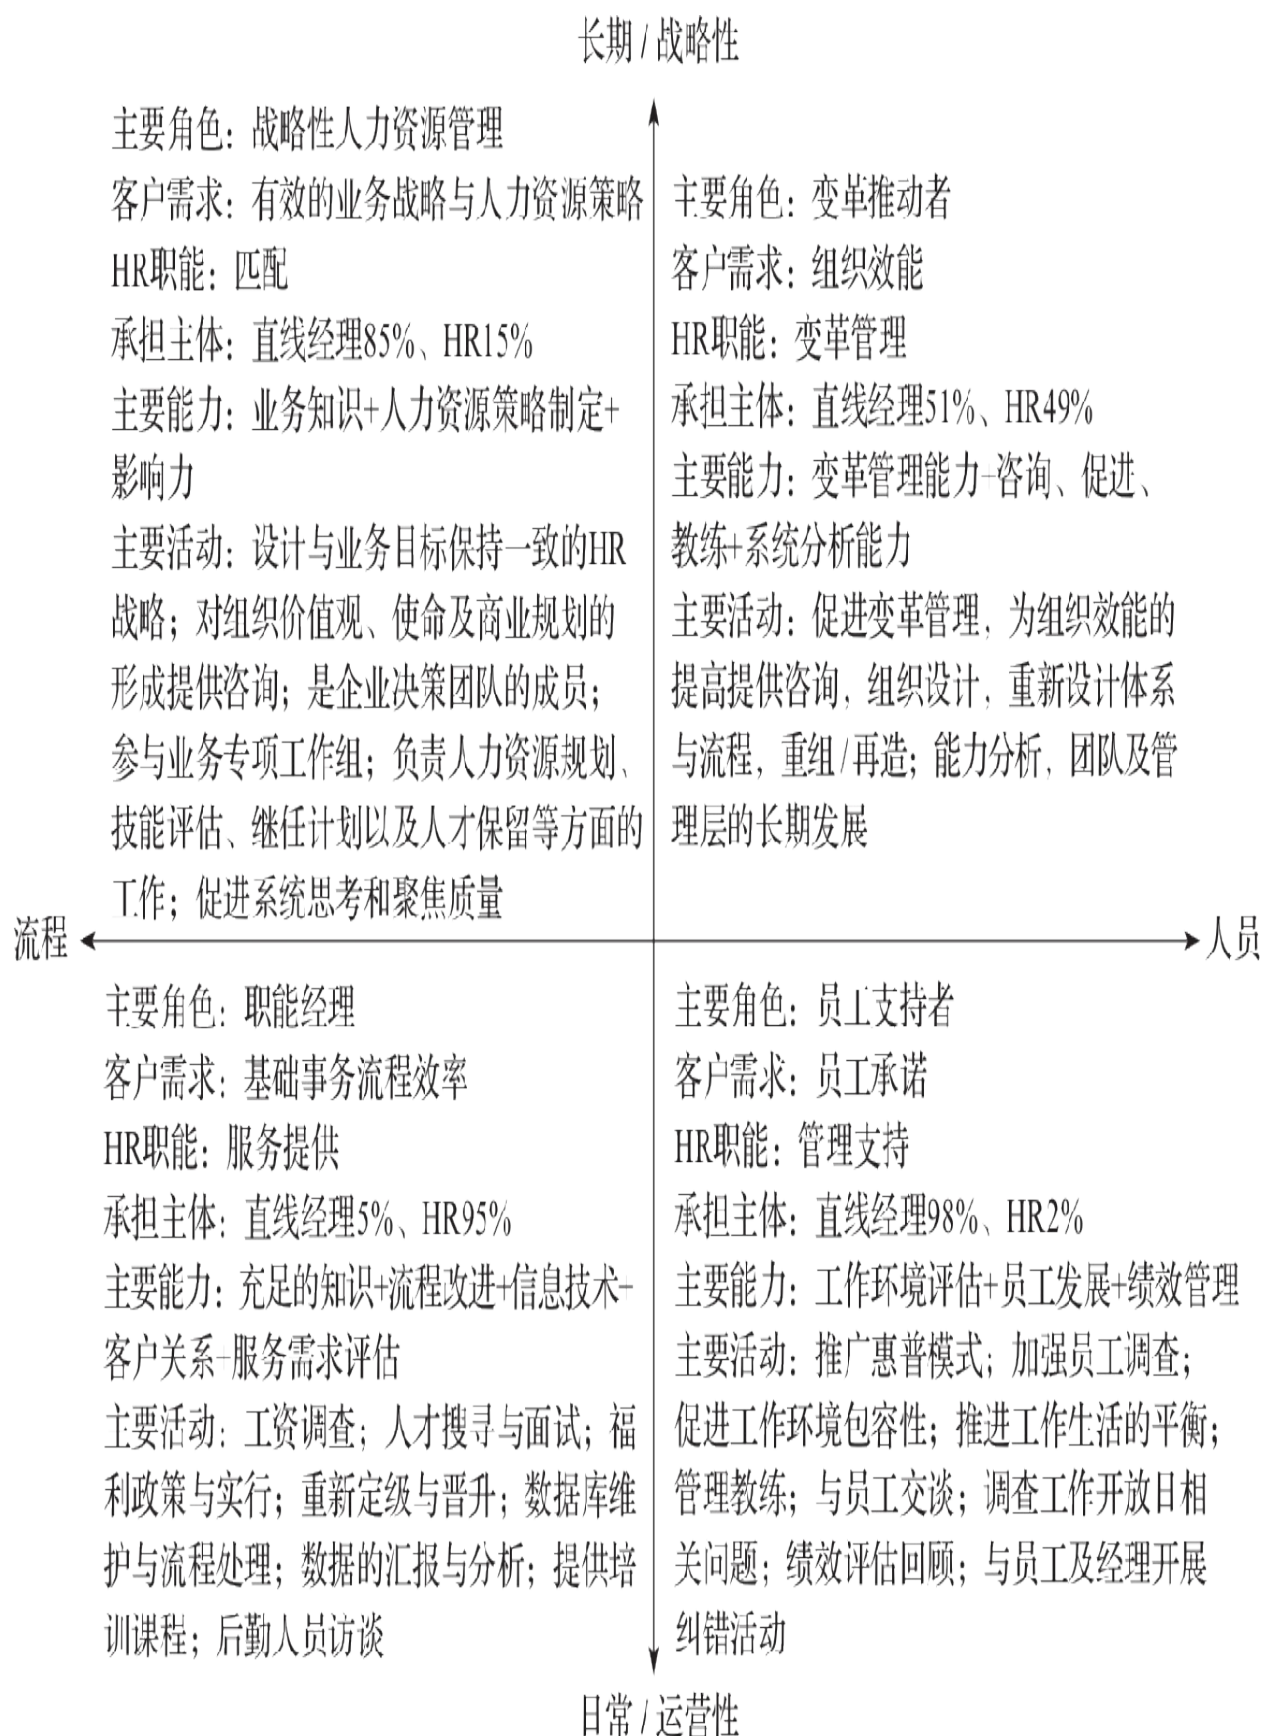 长期/战略性
主要角色：战略性人力资源管理
客户需求：有效的业务战略与人力资源策略
HR职能：匹配
承担主体：直线经理85%、HR15%
主要能力：业务知识+人力资源策略制定+
影响力
主要活动：设计与业务目标保持一致的HR
战略；对组织价值观、使命及商业规划的
形成提供咨询；是企业决策团队的成员；
参与业务专项工作组；负责人力资源规划、
技能评估、继任计划以及人才保留等方面的
工作；促进系统思考和聚焦质量
主要角色：变革推动者
客户需求：组织效能
HR职能：变革管理
承担主体：直线经理51%、HR49%
主要能力：变革管理能力+咨询、促进、
教练+系统分析能力
主要活动：促进变革管理，为组织效能的
提高提供咨询，组织设计，重新设计体系
与流程，重组/再造；能力分析，团队及管
理层的长期发展
流程
人员
主要角色：职能经理
客户需求：基础事务流程效率
HR职能：服务提供
承担主体：直线经理5%、HR95%
主要能力：充足的知识+流程改进+信息技术+
客户关系+服务需求评估
主要活动：工资调查；人才搜寻与面试；福
利政策与实行；重新定级与晋升；数据库维
护与流程处理；数据的汇报与分析；提供培
训课程；后勤人员访谈
主要角色：员工支持者
客户需求：员工承诺
HR职能：管理支持
承担主体：直线经理98%、HR2%
主要能力：工作环境评估+员工发展+绩效管理
主要活动：推广惠普模式；加强员工调查；
促进工作环境包容性；推进工作生活的平衡；
管理教练；与员工交谈；调查工作开放日相
关问题；绩效评估回顾；与员工及经理开展
纠错活动
日常/运营性